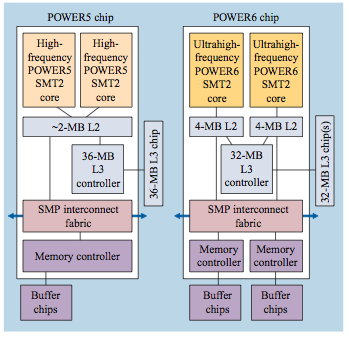 POWER5 chip
High-
frequency
POWER5
SMT2
core
High-
frequency
POWER5
SMT2
core
~2-MB L2
36-MB
L3
controller
36-MB L3 chip
SMP interconnect
fabric
Memory controller
Buffer
chips
POWER6 chip
Ultrahigh-
frequency
POWER6
SMT2
core
Ultrahigh-
frequency
POWER6
SMT2
core
4-MB L2
4-MB L2
32-MB
L3
controller
32-MB L3 chip(s)
SMP interconnect
fabric
Memory
controller
Memory
controller
Buffer
chips
Buffer
chips